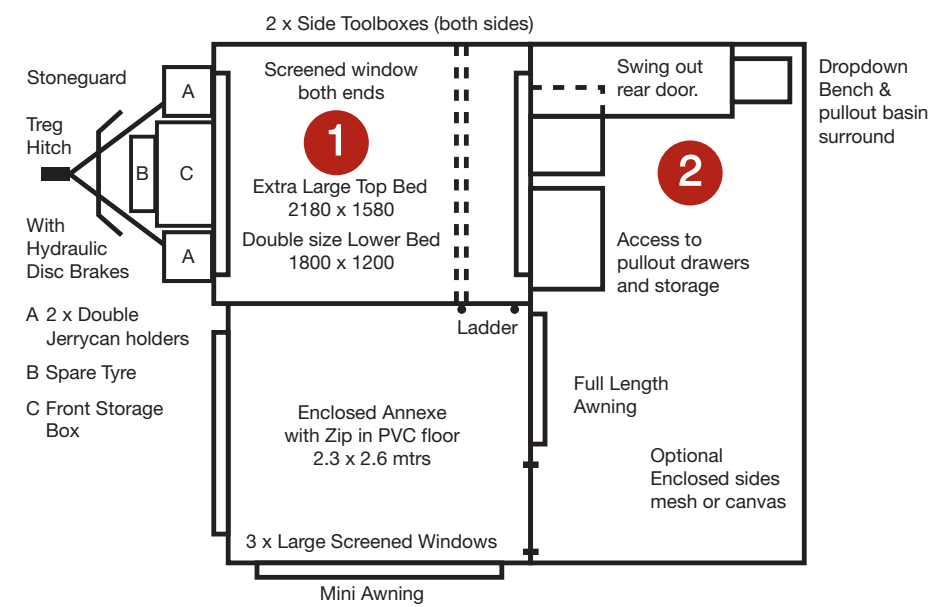 2 x Side Toolboxes (both sides)
Stoneguard
Treg
Hitch
With
Hydraulic
Disc Brakes
A
B
C
A
Screened window
both ends
1
Extra Large Top Bed
2180 x 1580
Double size Lower Bed
1800 x 1200
Swing out
rear door.
2
Access to
pullout drawers
and storage
Dropdown
Bench &
pullout basin
surround
A 2 x Double
Jerrycan holders
B Spare Tyre
C Front Storage
Box
Ladder
Enclosed Annexe
with Zip in PVC floor
2.3 x 2.6 mtrs
3 x Large Screened Windows
Mini Awning
Full Length
Awning
Optional
Enclosed sides
mesh or canvas